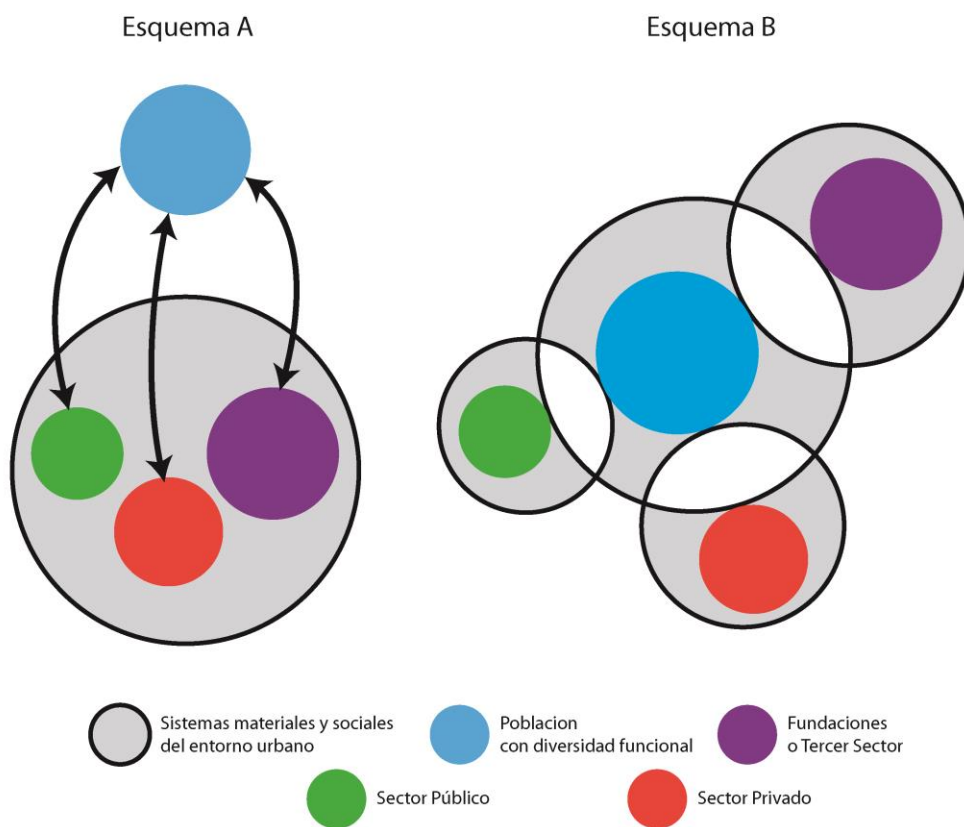 Esquema A
Esquema B
Sistemas materiales y sociales
del entorno urbano
Poblacion
con diversidad funcional
Fundaciones
o Tercer Sector
Sector Público
Sector Privado